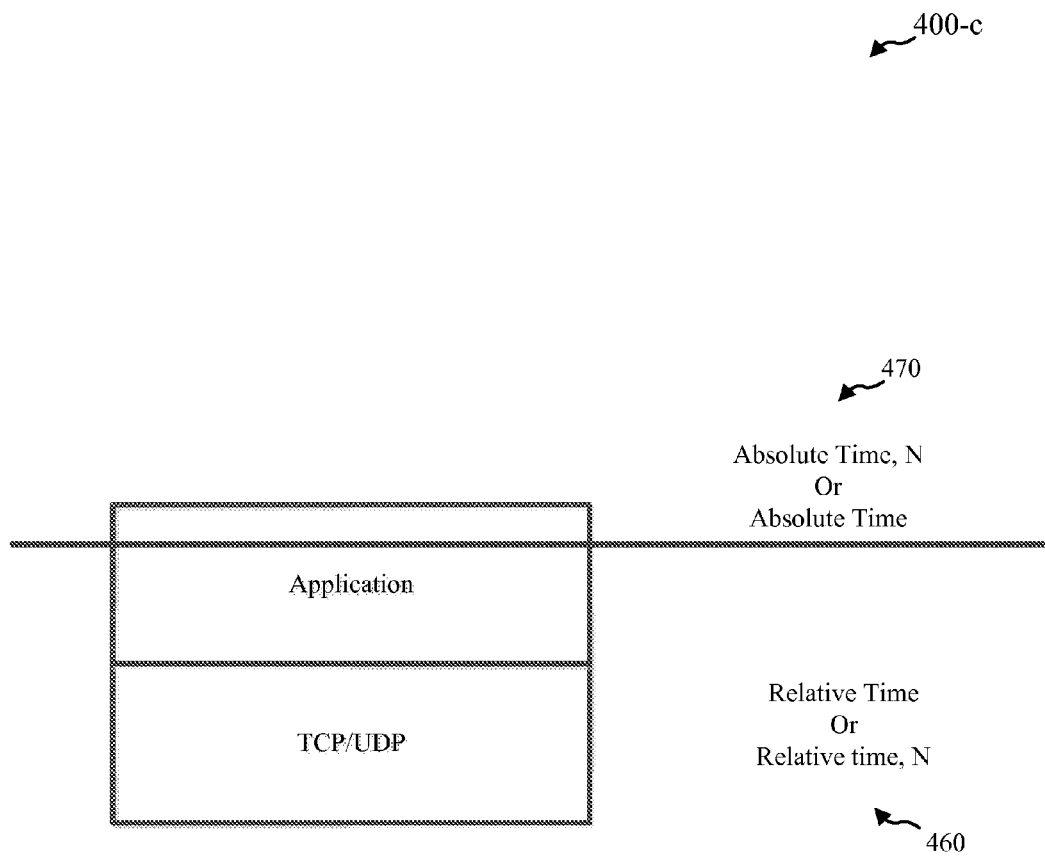 400-c
470
Absolute Time, N
Or
Absolute Time
Application
Relative Time
Or
Relative time, N
TCP/UDP
460